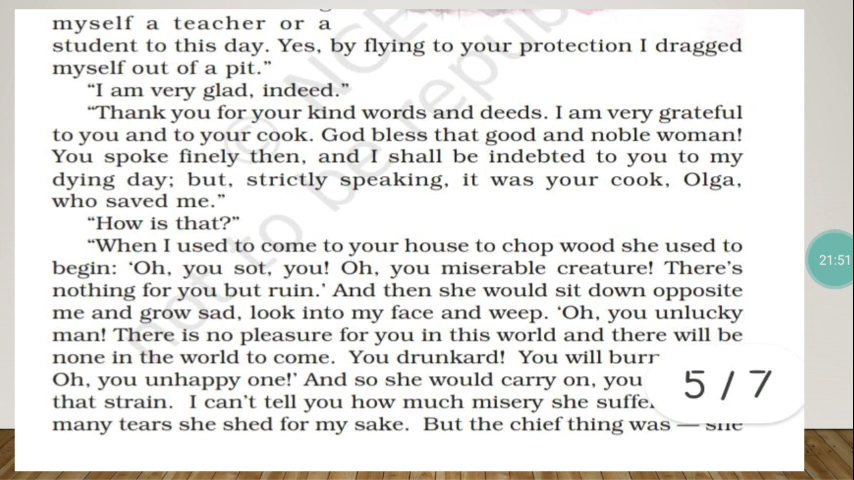 myself a teacher or a
student to this day. Yes, by flying to your protection I dragged
myself out of a pit.”
“I am very glad, indeed.”
“Thank you for your kind words and deeds. I am very grateful
to you and to your cook. God bless that good and noble woman!
You spoke finely then, and I shall be indebted to you to my
dying day; but, strictly speaking, it was your cook, Olga,
who saved me.”
“How is that?”
“When I used to come to your house to chop wood she used to
begin: ‘Oh, you sot, you! Oh, you miserable creature! There’s
nothing for you but ruin.’ And then she would sit down opposite
me and grow sad, look into my face and weep. ‘Oh, you unlucky
man! There is no pleasure for you in this world and there will be
none in the world to come. You drunkard! You will
Oh, you unhappy one!’ And so she would carry on, you
that strain. I can’t tell you how much misery she
many tears she shed for my sake. But the chief thing was — she
5 / 7
21:51
not to be